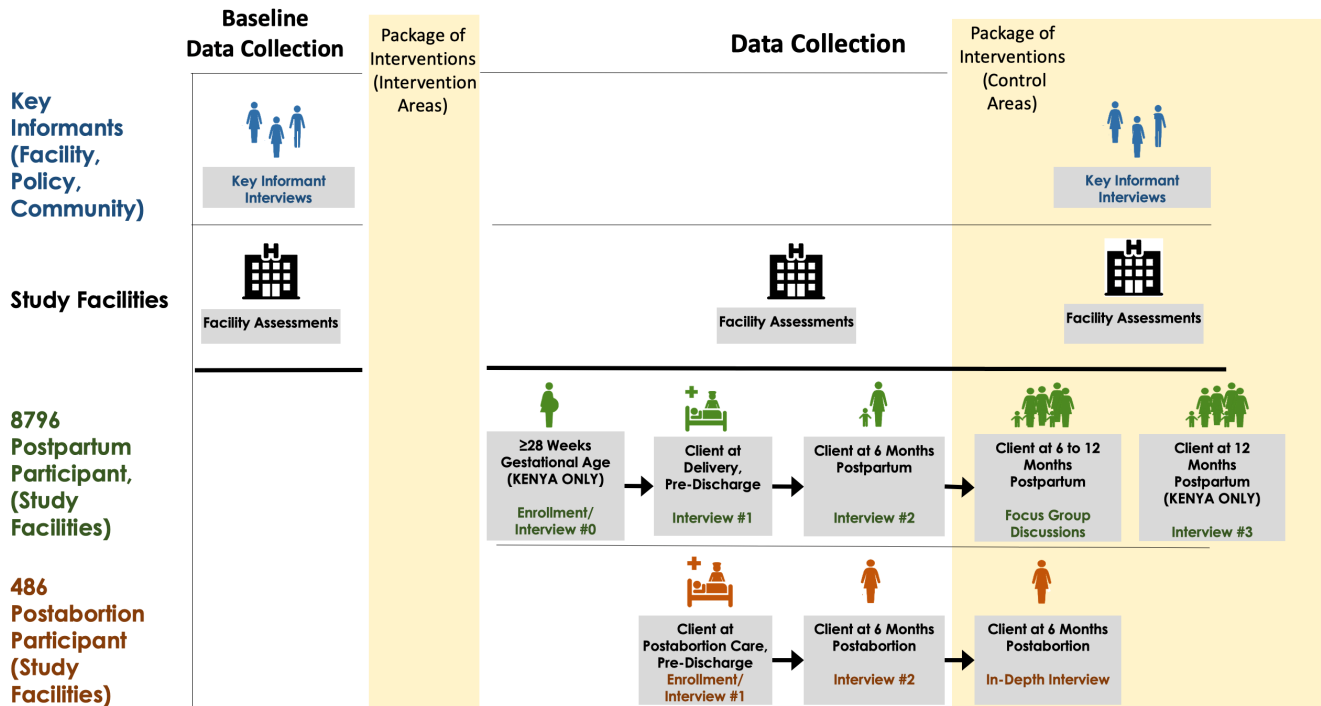 Baseline
Data Collection
Package of
Interventions
(Intervention
Areas)
Data Collection
Package of
Interventions
(Control
Areas)
Key
Informants
(Facility,
Policy,
Community)
Key Informant
Interviews
Key Informant
Interviews
Study Facilities
H
Facility Assessments
H
Facility Assessments
H
Facility Assessments
8796
Postpartum
Participant,
(Study
Facilities)
≥28 Weeks
Gestational Age
(KENYA ONLY)
Enrollment/
Interview #0
Client at
Delivery,
Pre-Discharge
Interview #1
Client at 6 Months
Postpartum
Interview #2
Client at 6 to 12
Months
Postpartum
Focus Group
Discussions
Client at 12
Months
Postpartum
(KENYA ONLY)
Interview #3
486
Postabortion
Participant
(Study
Facilities)
Client at
Postabortion Care,
Pre-Discharge
Enrollment/
Interview #1
Client at 6 Months
Postabortion
Interview #2
Client at 6 Months
Postabortion
In-Depth Interview